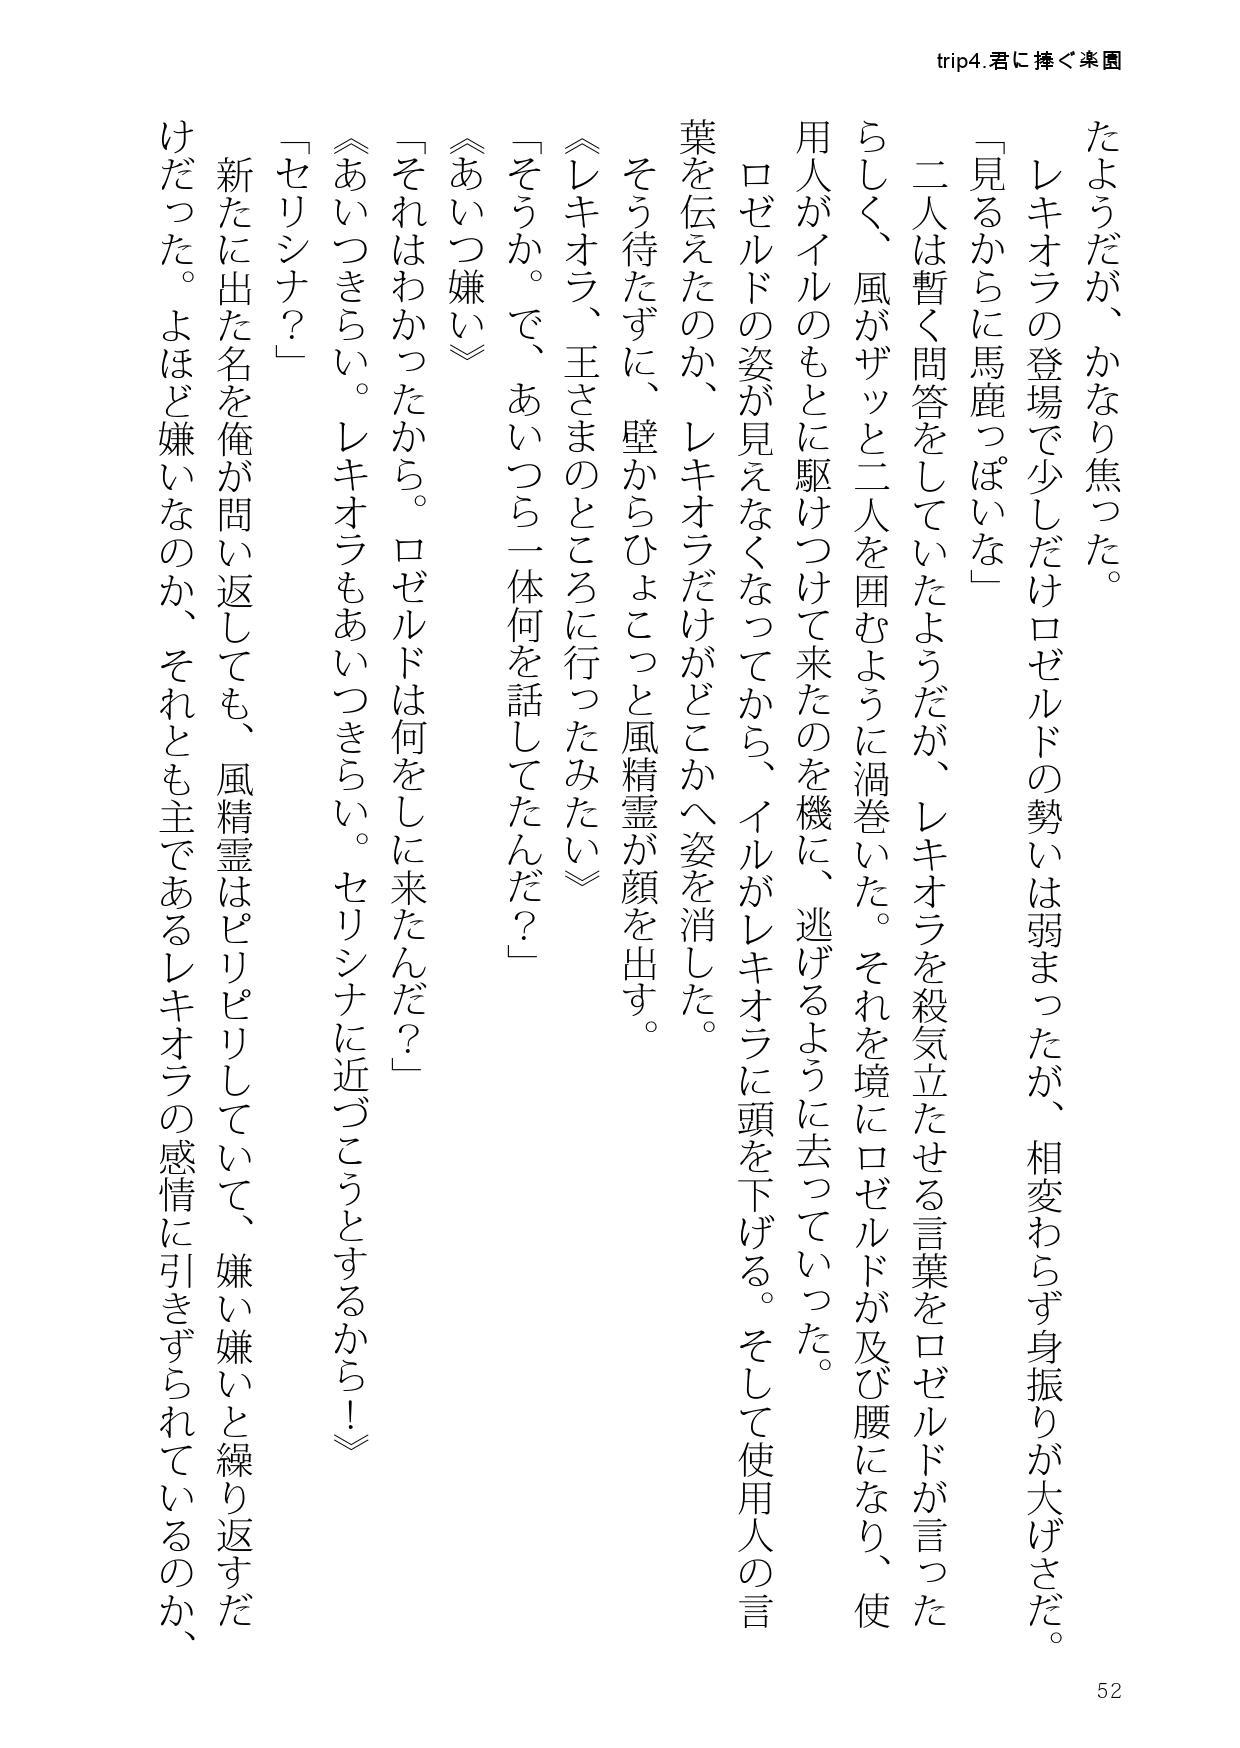 trip4.君に捧ぐ楽園
たようだが、かなり焦った。
　レキオラの登場で少しだけロゼルドの勢いは弱まったが、相変わらず身振りが大げさだ。
「見るからに馬鹿っぽいな」
　二人は暫く問答をしていたようだが、レキオラを殺気立たせる言葉をロゼルドが言った
らしく、風がザッと二人を囲むように渦巻いた。それを境にロゼルドが及び腰になり、使
用人がイルのもとに駆けつけて来たのを機に、逃げるように去っていった。
　ロゼルドの姿が見えなくなってから、イルがレキオラに頭を下げる。そして使用人の言
葉を伝えたのか、レキオラだけがどこかへ姿を消した。
　そう待たずに、壁からひょこっと風精霊が顔を出す。
《レキオラ、王さまのところに行ったみたい》
「そうか。で、あいつら一体何を話してたんだ？」
《あいつ嫌い》
「それはわかったから。ロゼルドは何をしに来たんだ？」
《あいつきらい。レキオラもあいつきらい。セリシナに近づこうとするから！》
「セリシナ？」
　新たに出た名を俺が問い返しても、風精霊はピリピリしていて、嫌い嫌いと繰り返すだ
けだった。よほど嫌いなのか、それとも主であるレキオラの感情に引きずられているのか、
52